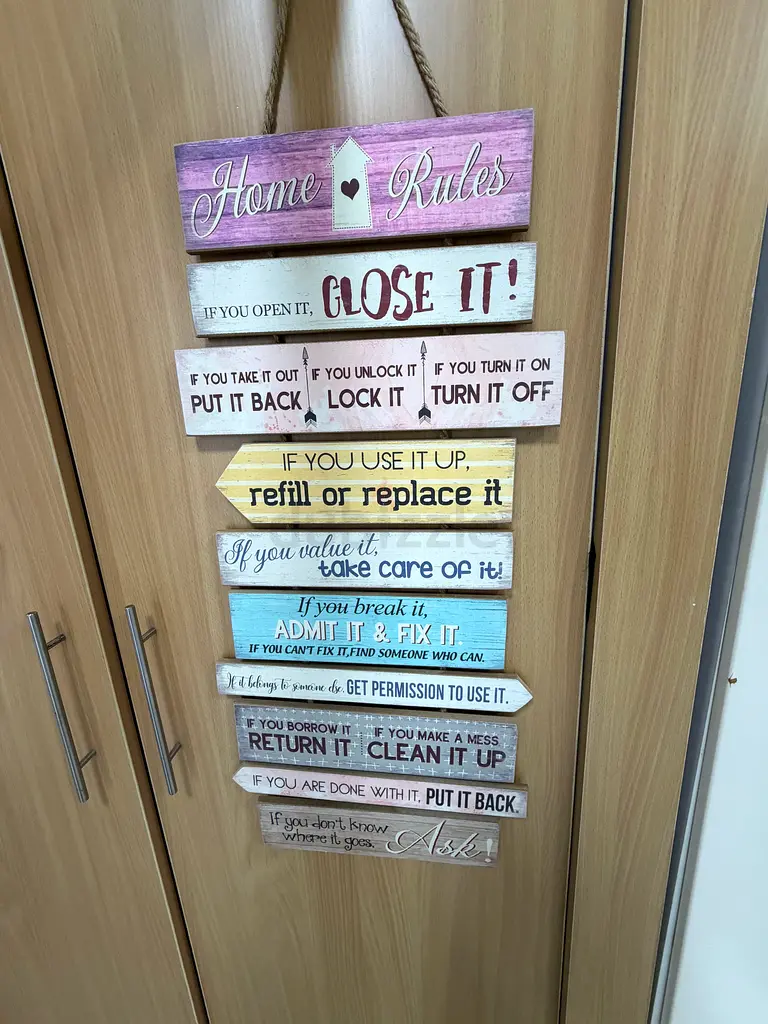 Home Rules
IF YOU OPEN IT, CLOSE IT!
IF YOU TAKE IT OUT
PUT IT BACK
IF YOU UNLOCK IT
LOCK IT
IF YOU TURN IT ON
TURN IT OFF
IF YOU USE IT UP,
refill or replace it
If you value it,
take care of it!
If you break it,
ADMIT IT & FIX IT
IF YOU CAN'T FIX IT, FIND SOMEONE WHO CAN.
If it belongs to someone else, GET PERMISSION TO USE IT.
IF YOU BORROW IT
RETURN IT
IF YOU MAKE A MESS
CLEAN IT UP
IF YOU ARE DONE WITH IT, PUT IT BACK.
If you don't know
where it goes.
Ask!